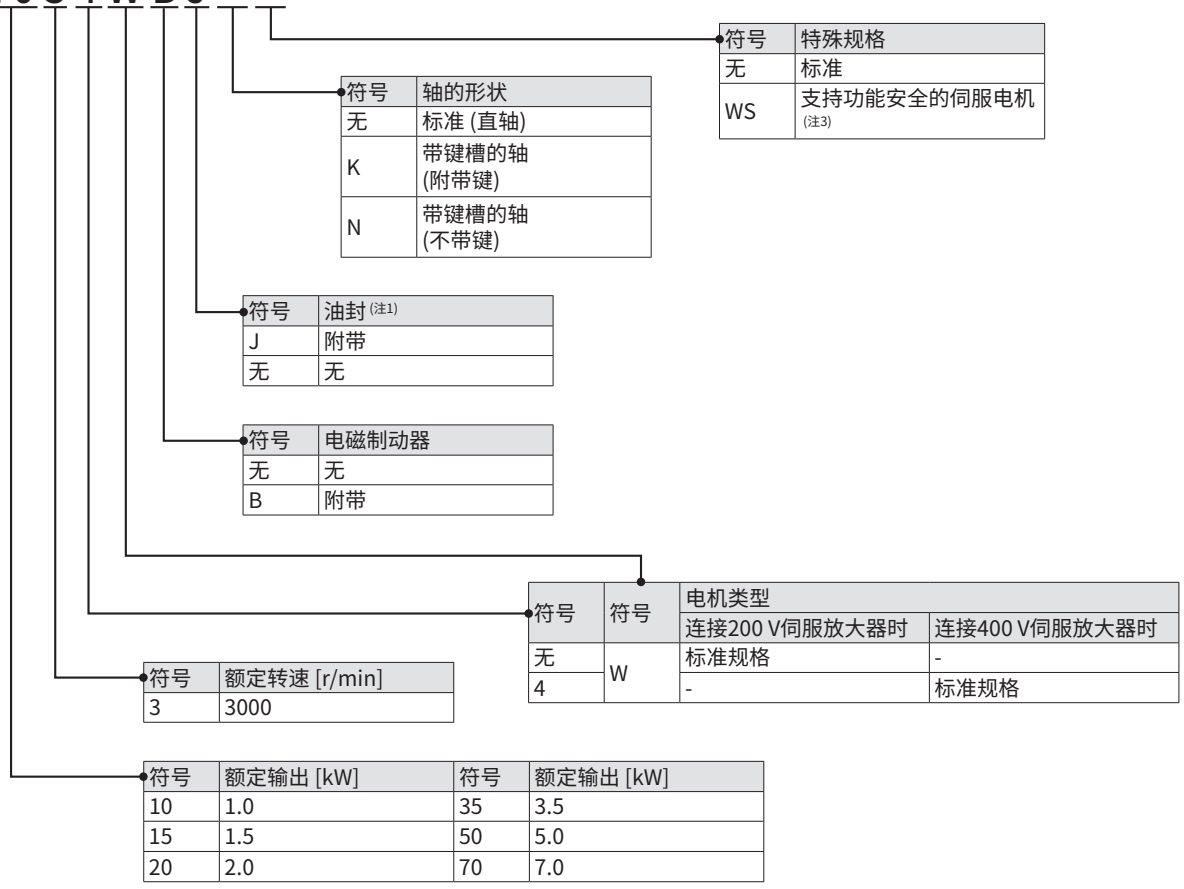 符号 特殊规格
无 标准
WS 支持功能安全的伺服电机
(注3)
符号 轴的形状
无 标准 (直轴)
K 带键槽的轴
(附带键)
N 带键槽的轴
(不带键)
符号 油封 (注1)
J 附带
无 无
符号 电磁制动器
无 无
B 附带
符号 符号 电机类型
连接200 V伺服放大器时 连接400 V伺服放大器时
无 W 标准规格 -
4 - 标准规格
符号 额定转速 [r/min]
3 3000
符号 额定输出 [kW] 符号 额定输出 [kW]
10 1.0 35 3.5
15 1.5 50 5.0
20 2.0 70 7.0